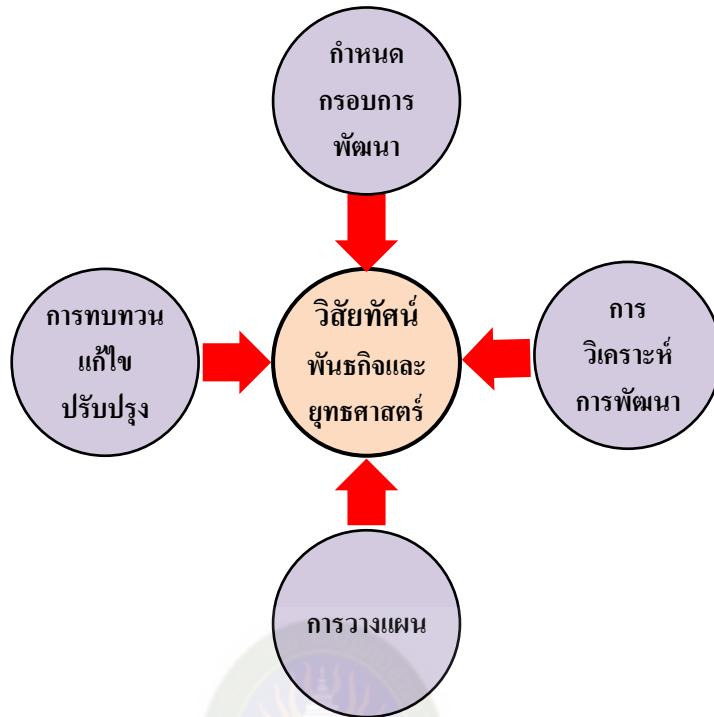 กำหนด
กรอบการ
พัฒนา
การทบทวน
แก้ไข
ปรับปรุง
วิสัยทัศน์
พันธกิจและ
ยุทธศาสตร์
การ
วิเคราะห์
การพัฒนา
การวางแผน